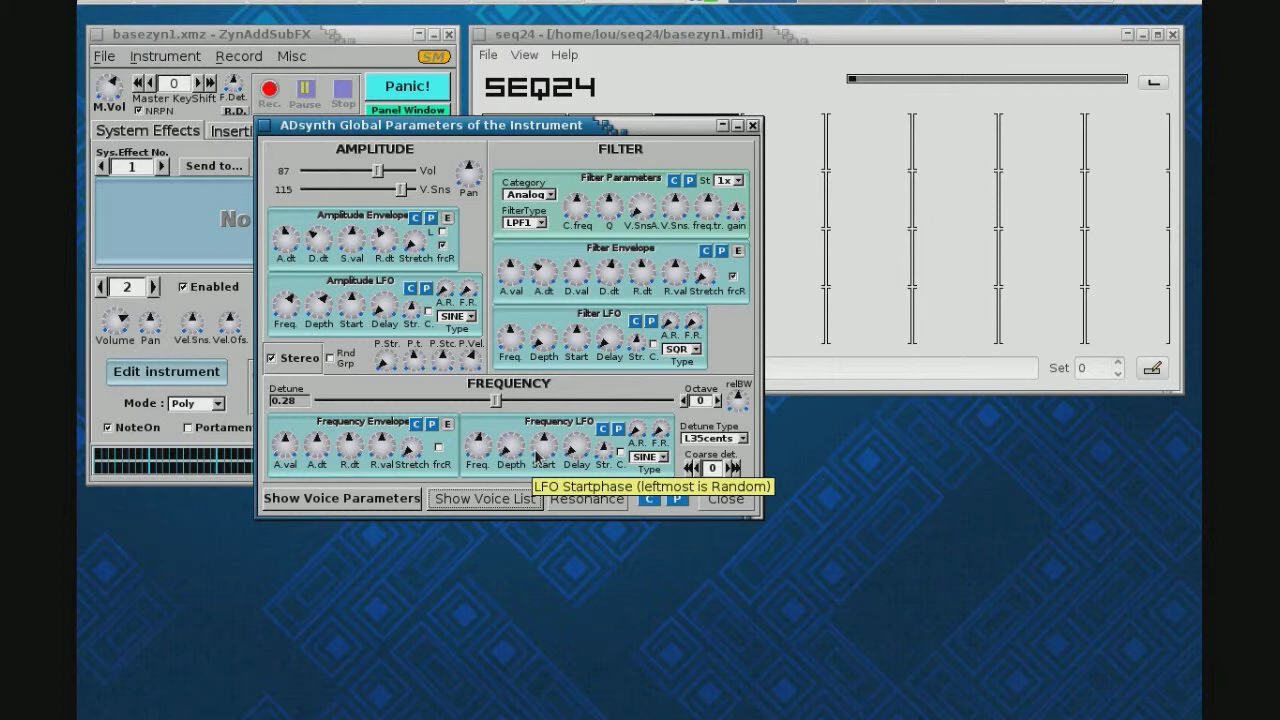 basezyn1.xmz - ZynAddSubFX
File Instrument Record Misc
SM
M.Vol
0
Master KeyShift
NRPN
F.Det.
R.D.
Rec. Pause Stop
Panic!
Panel Window
System Effects
Inserti
Sys.Effect No.
1
Send to...
No
2
Enabled
Volume Pan Vel.Sns. Vel.Ofs.
Edit instrument
Mode : Poly
NoteOn
Portamen
seq24 - [/home/lou/seq24/basezyn1.midi]
File View Help
SEQ24
Set 0
ADsynth Global Parameters of the Instrument
AMPLITUDE
87 Vol
115 V.Sns
Pan
Amplitude Envelope C P E
L
A.dt D.dt S.val R.dt Stretch frcR
Amplitude LFO
C P
A.R. F.R.
SINE
Freq. Depth Start Delay Str. C. Type
Stereo
Rnd
Grp
P.Str. P.t. P.Stc. P.Vel.
FILTER
Filter Parameters C P St 1x
Category
Analog
FilterType
LPF1
C.freq Q V.SnsA V.Sns. freq.tr. gain
Filter Envelope
C P E
A.val A.dt D.val D.dt R.dt R.val Stretch frcR
Filter LFO
C P
A.R. F.R.
SQR
Freq. Depth Start Delay Str. C. Type
FREQUENCY
Detune
0.28
Octave
0
relBW
Frequency Envelope C P E
A.val A.dt R.dt R.val Stretch frcR
Frequency LFO
C P
A.R. F.R.
SINE
Freq. Depth Start Delay Str. C. Type
Detune Type
L35cents
Coarse det.
0
LFO Startphase (leftmost is Random)
Show Voice Parameters
Show Voice List
Resonance
C P
Close